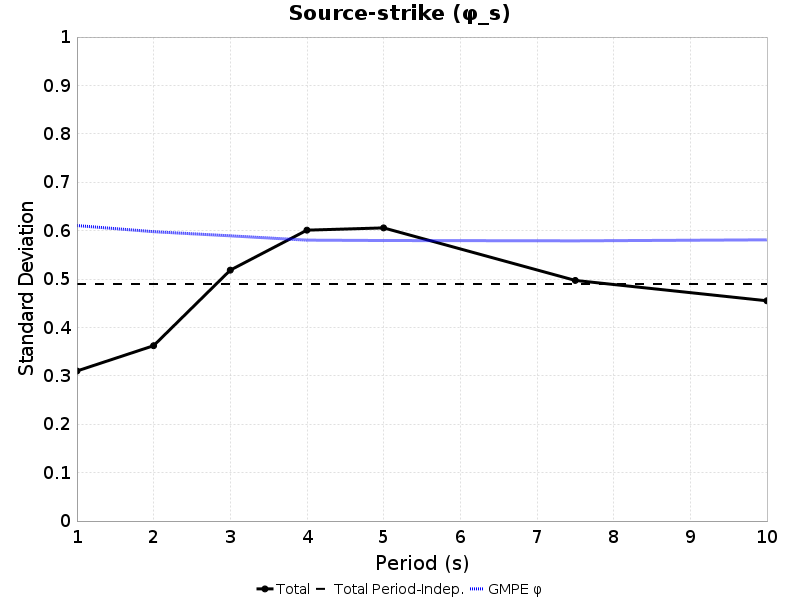 Source-strike (φ_s)
1
0.9
0.8
0.7
0.6
0.5
0.4
0.3
0.2
0.1
0
Standard Deviation
1 2 3 4 5 6 7 8 9 10
Period (s)
Total Total Period-Indep. GMPE φ